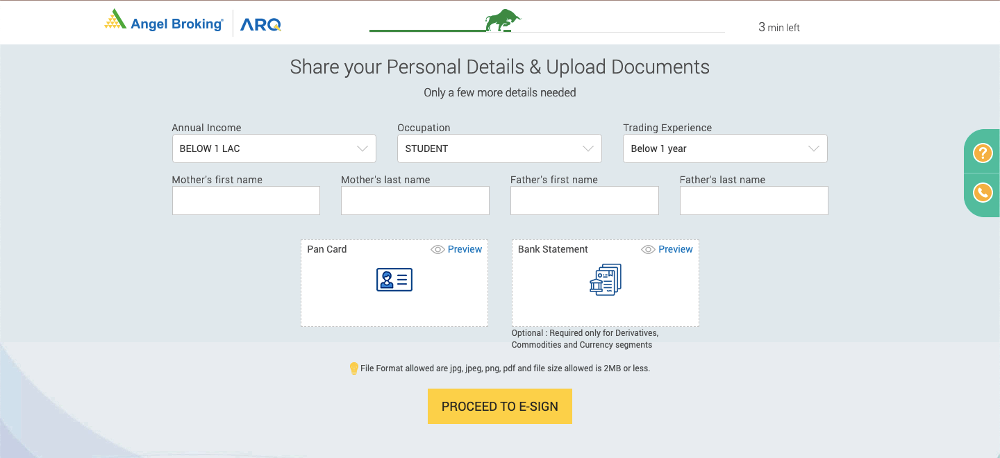 Angel Broking ARQ
3 min left
Share your Personal Details & Upload Documents
Only a few more details needed
Annual Income Occupation Trading Experience
BELOW 1 LAC STUDENT Below 1 year
Mother's first name Mother's last name Father's first name Father's last name
Pan Card Preview Bank Statement Preview
Optional : Required only for Derivatives,
Commodities and Currency segments
File Format allowed are jpg, jpeg, png, pdf and file size allowed is 2MB or less.
PROCEED TO E-SIGN